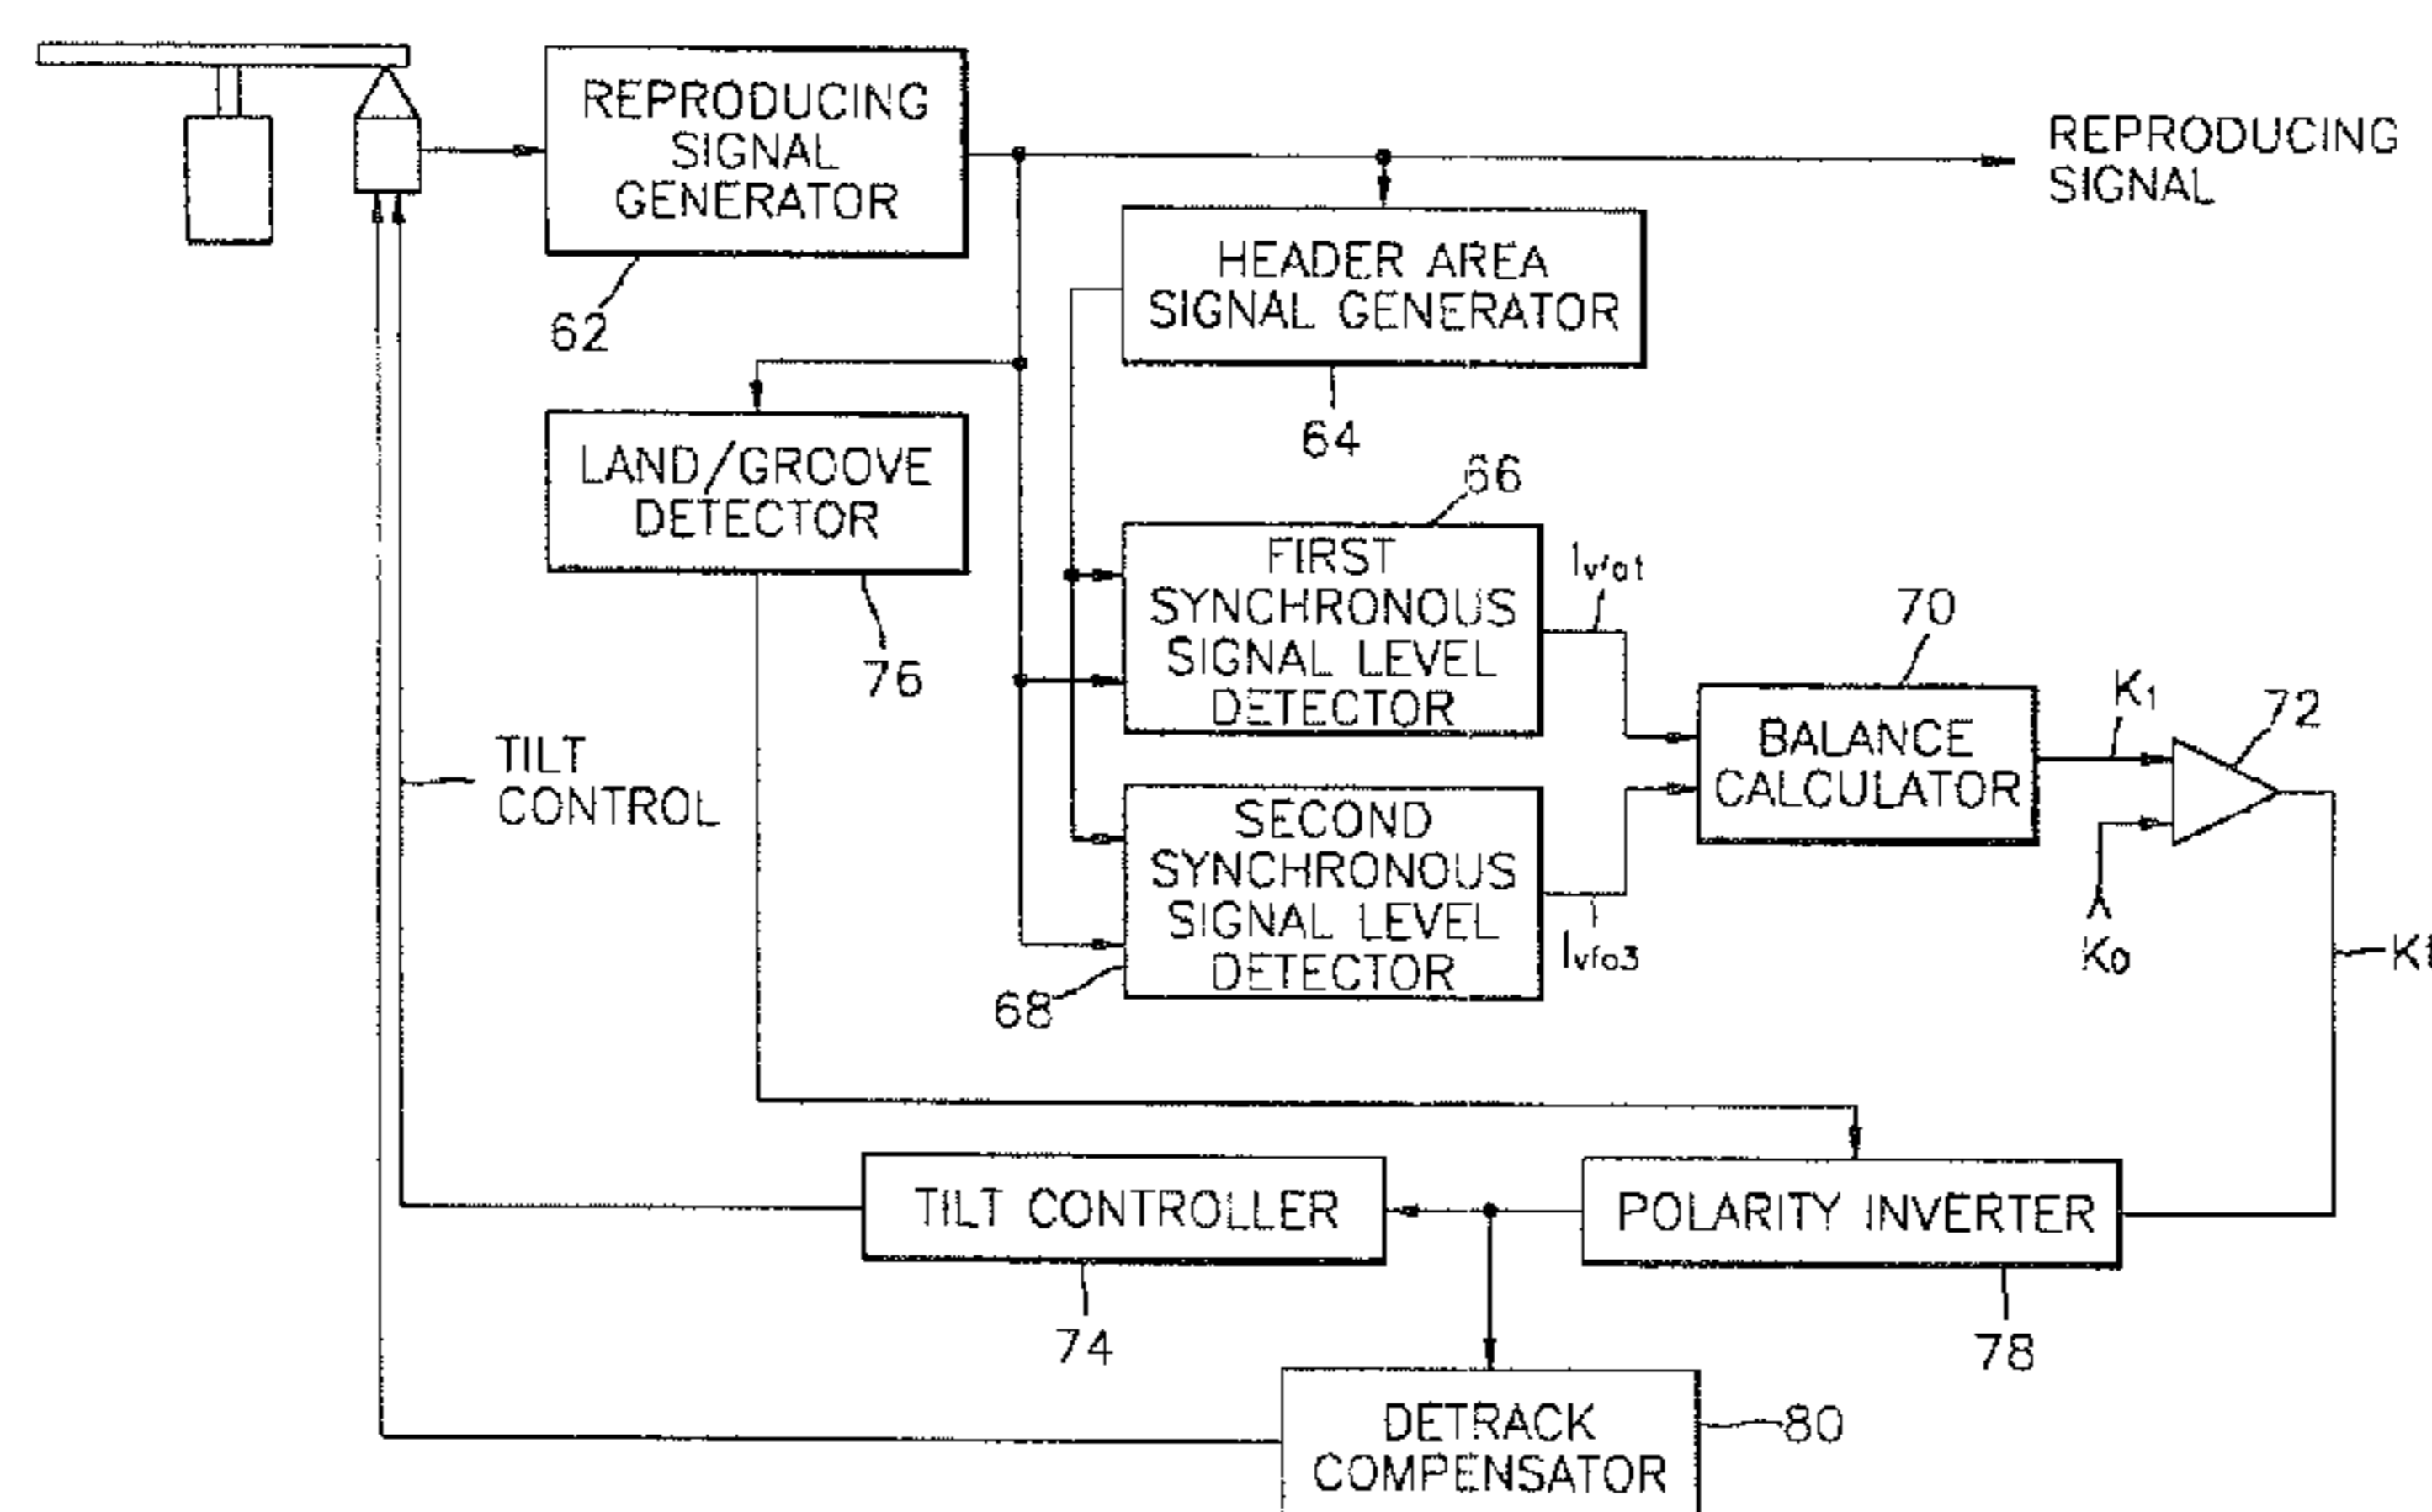 REPRODUCING
SIGNAL
GENERATOR
62
REPRODUCING
SIGNAL
HEADER AREA
SIGNAL GENERATOR
64
LAND/GROOVE
DETECTOR
76
66
FIRST
SYNCHRONOUS
SIGNAL LEVEL
DETECTOR
Ivfo1
70
BALANCE
CALCULATOR
K1
72
TILT
CONTROL
SECOND
SYNCHRONOUS
SIGNAL LEVEL
DETECTOR
68
Ivfo3
K0
TILT CONTROLLER
74
POLARITY INVERTER
78
DETRACK
COMPENSATOR
80